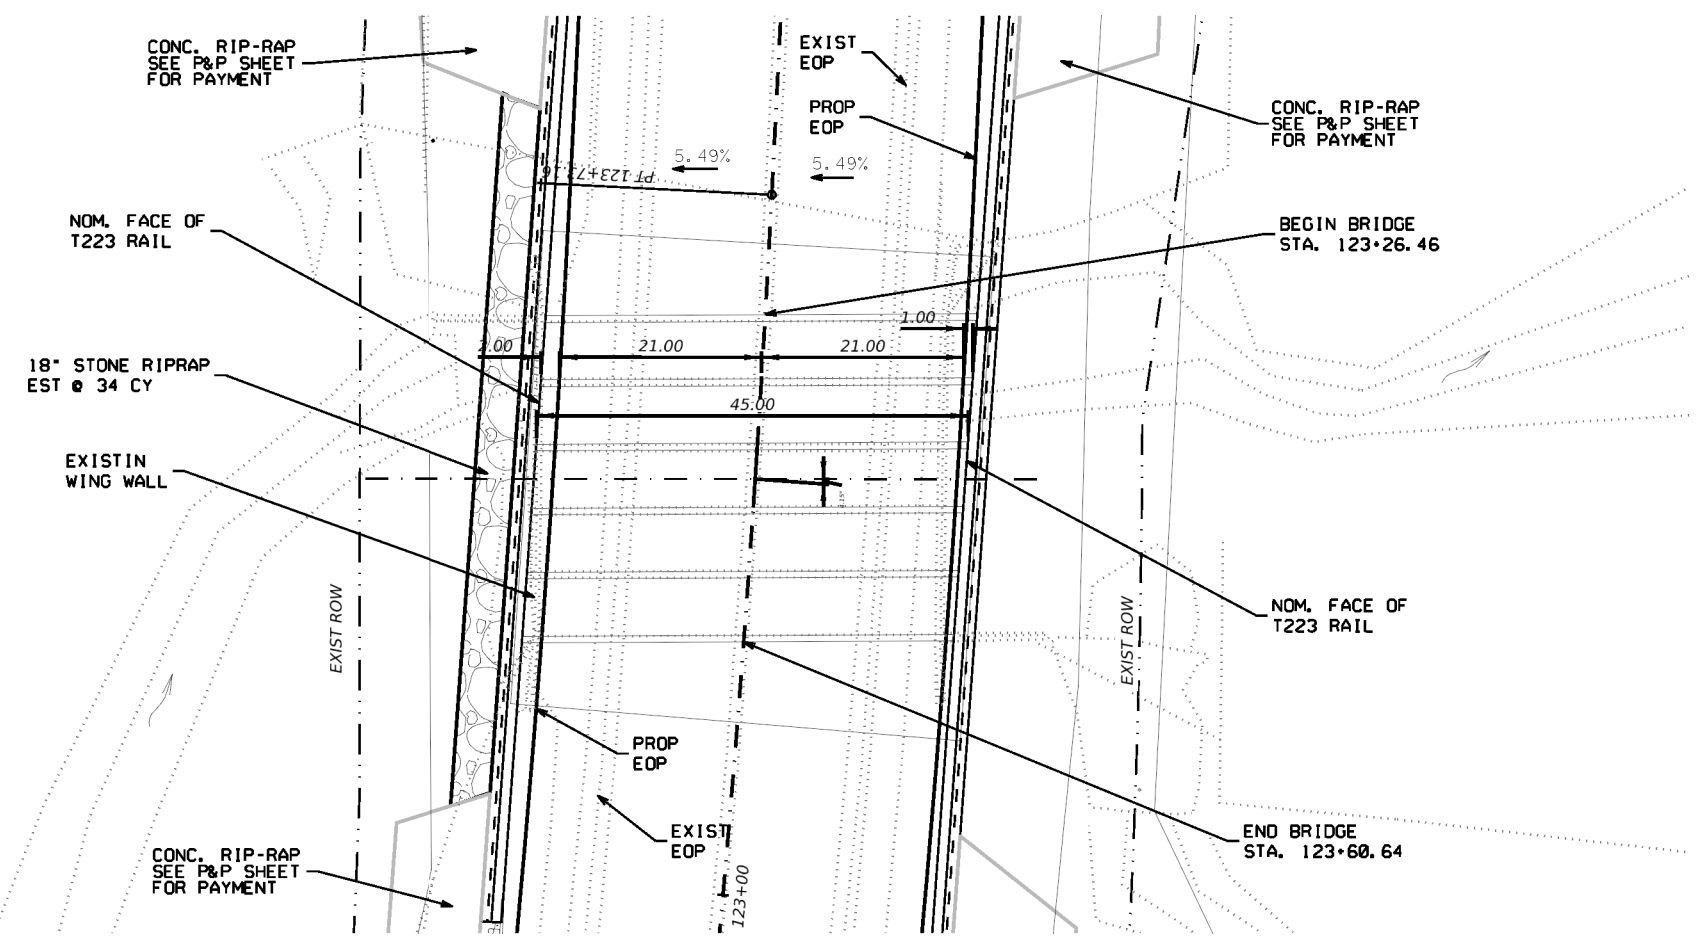 CONC. RIP-RAP
SEE P&P SHEET
FOR PAYMENT
EXIST
EOP
PROP
EOP
CONC. RIP-RAP
SEE P&P SHEET
FOR PAYMENT
5.49%
5.49%
PT 123+73.16
NOM. FACE OF
T223 RAIL
BEGIN BRIDGE
STA. 123+26.46
1.00
2.00
21.00
21.00
18" STONE RIPRAP
EST @ 34 CY
45.00
EXISTIN
WING WALL
EXIST ROW
EXIST ROW
NOM. FACE OF
T223 RAIL
PROP
EOP
EXIST
EOP
END BRIDGE
STA. 123+60.64
CONC. RIP-RAP
SEE P&P SHEET
FOR PAYMENT
123+00